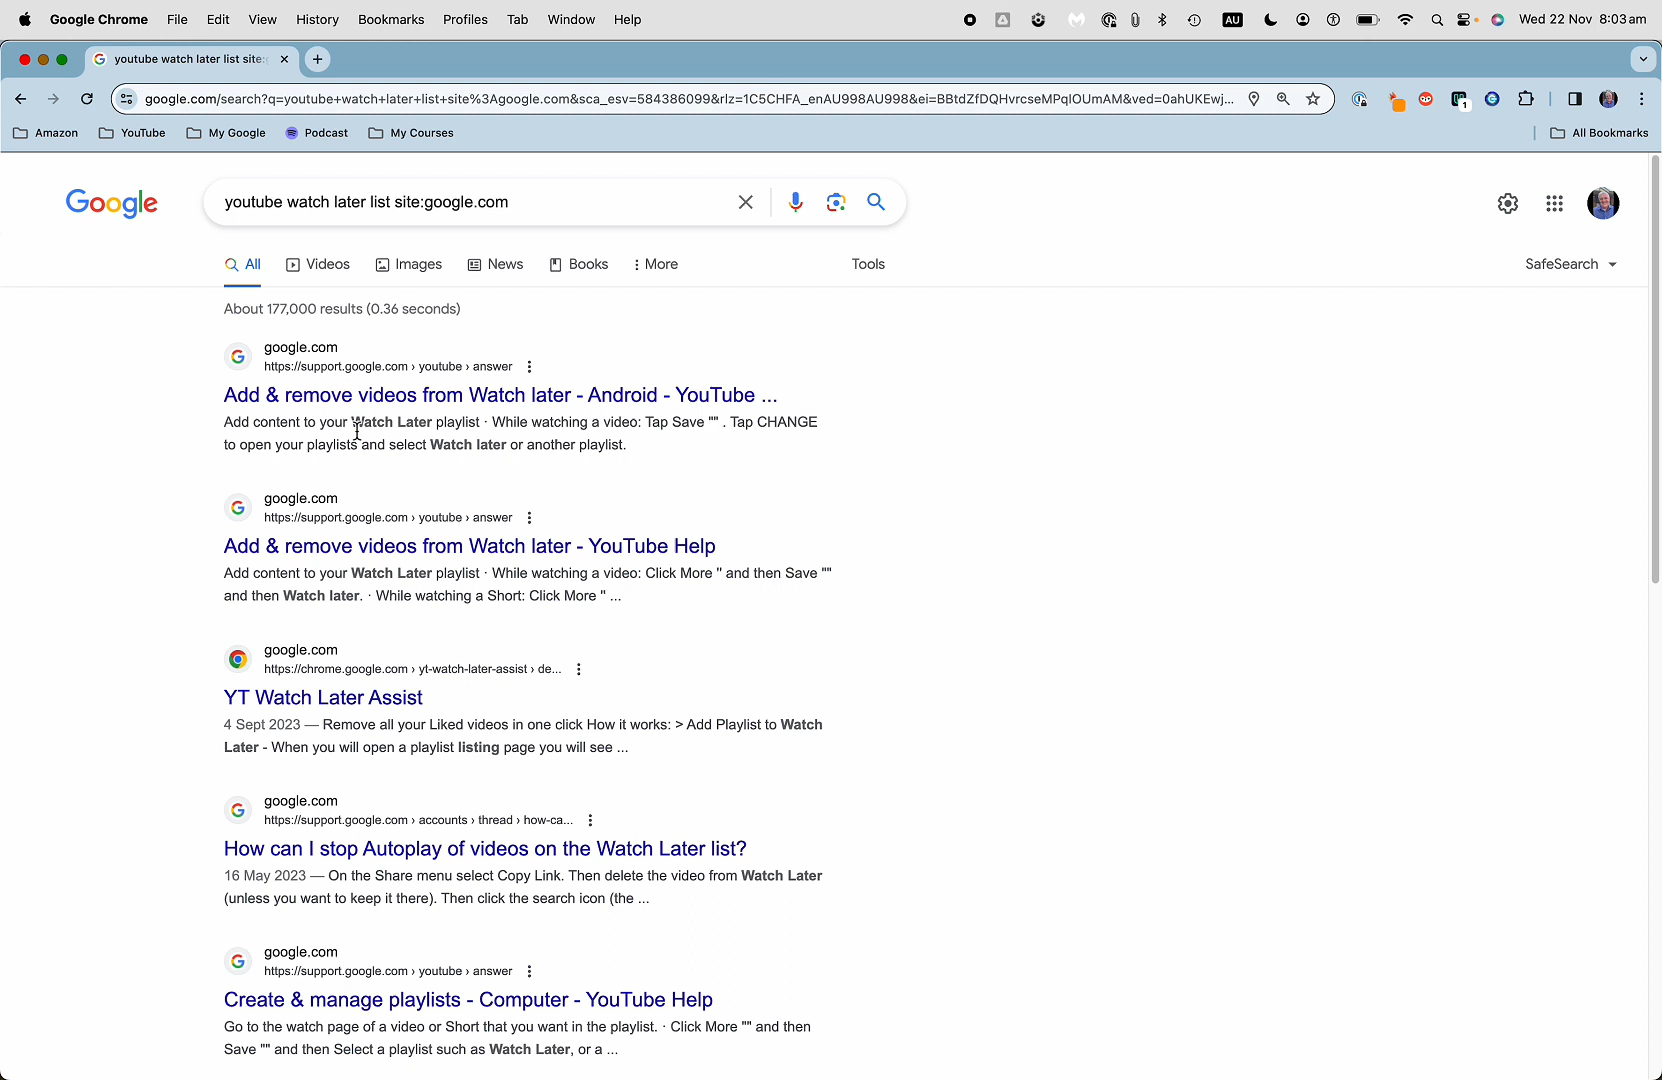 Google Chrome File Edit View History Bookmarks Profiles Tab Window Help AU Wed 22 Nov 8:03 am
youtube watch later list site:
google.com/search?q=youtube+watch+later+list+site%3Agoogle.com&sca_esv=584386099&rlz=1C5CHFA_enAU998AU998&ei=BBtdZfDQHvrcseMPqIOUmAM&ved=0ahUKEwj... 1
Amazon YouTube My Google Podcast My Courses All Bookmarks
Google youtube watch later list site:google.com
All Videos Images News Books More Tools SafeSearch
About 177,000 results (0.36 seconds)
google.com
https://support.google.com › youtube › answer
Add & remove videos from Watch later - Android - YouTube ...
Add content to your Watch Later playlist · While watching a video: Tap Save "" . Tap CHANGE
to open your playlists and select Watch later or another playlist.
google.com
https://support.google.com › youtube › answer
Add & remove videos from Watch later - YouTube Help
Add content to your Watch Later playlist · While watching a video: Click More " and then Save ""
and then Watch later. · While watching a Short: Click More " ...
google.com
https://chrome.google.com › yt-watch-later-assist › de...
YT Watch Later Assist
4 Sept 2023 — Remove all your Liked videos in one click How it works: > Add Playlist to Watch
Later - When you will open a playlist listing page you will see ...
google.com
https://support.google.com › accounts › thread › how-ca...
How can I stop Autoplay of videos on the Watch Later list?
16 May 2023 — On the Share menu select Copy Link. Then delete the video from Watch Later
(unless you want to keep it there). Then click the search icon (the ...
google.com
https://support.google.com › youtube › answer
Create & manage playlists - Computer - YouTube Help
Go to the watch page of a video or Short that you want in the playlist. · Click More "" and then
Save "" and then Select a playlist such as Watch Later, or a ...